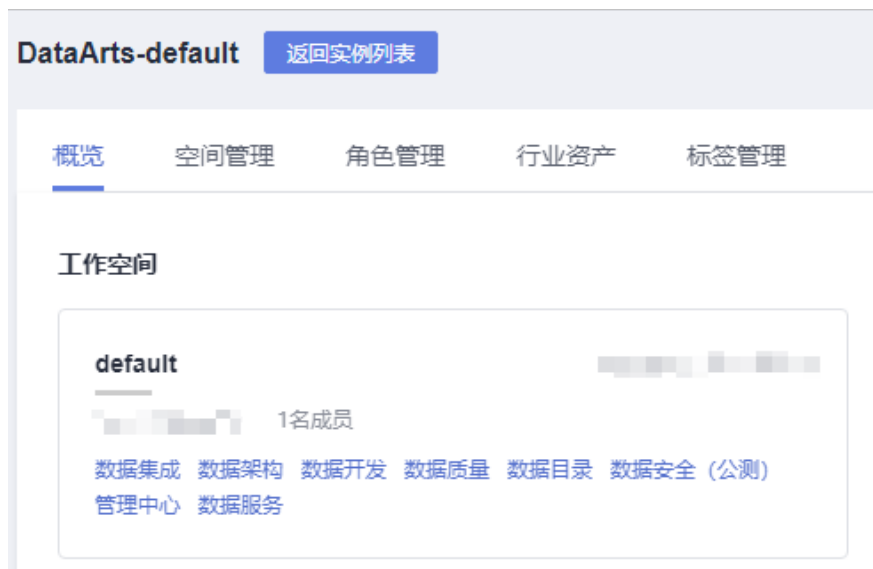 DataArts-default 返回实例列表
概览 空间管理 角色管理 行业资产 标签管理
工作空间
default
1名成员
数据集成 数据架构 数据开发 数据质量 数据目录 数据安全（公测）
管理中心 数据服务